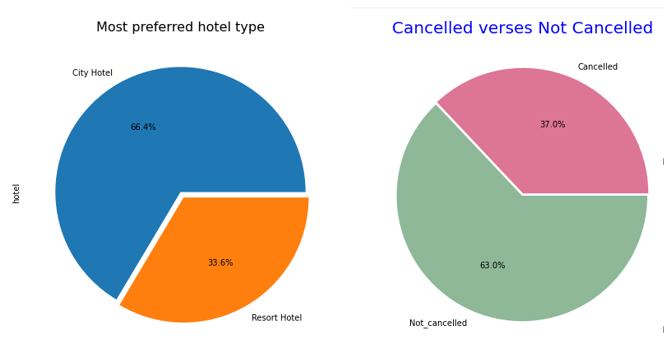 Most preferred hotel type
City Hotel
66.4%
hotel
33.6%
Resort Hotel
Cancelled verses Not Cancelled
Cancelled
37.0%
63.0%
Not_cancelled